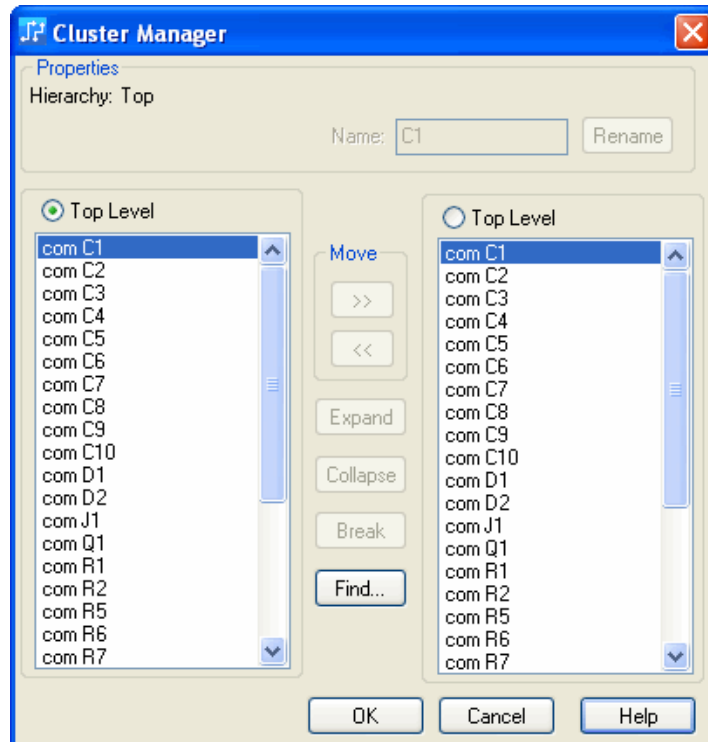 Cluster Manager
Properties
Hierarchy: Top
Name: C1 Rename
Top Level
com C1
com C2
com C3
com C4
com C5
com C6
com C7
com C8
com C9
com C10
com D1
com D2
com J1
com Q1
com R1
com R2
com R5
com R6
com R7
Move
>>
<<
Expand
Collapse
Break
Find...
Top Level
com C1
com C2
com C3
com C4
com C5
com C6
com C7
com C8
com C9
com C10
com D1
com D2
com J1
com Q1
com R1
com R2
com R5
com R6
com R7
OK Cancel Help